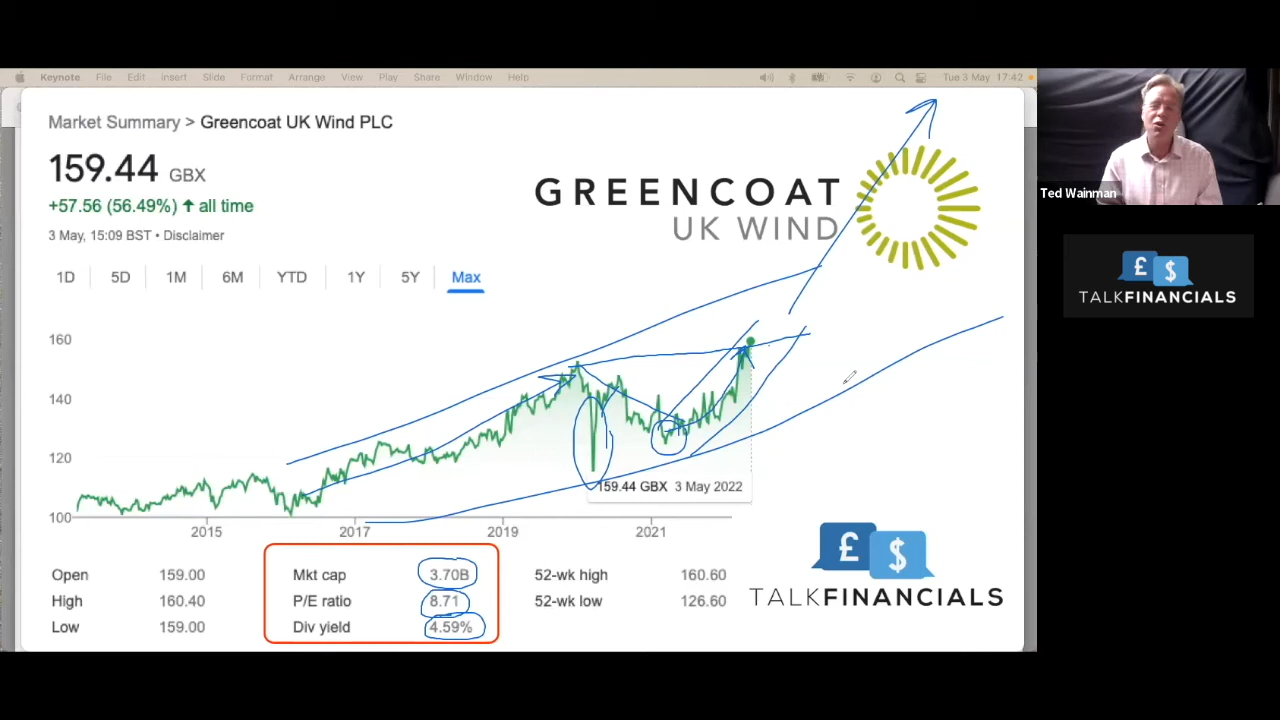 Keynote File Edit Insert Slide Format Arrange View Play Share Window Help Tue 3 May 17:42
Market Summary > Greencoat UK Wind PLC
159.44 GBX
+57.56 (56.49%) ↑ all time
3 May, 15:09 BST • Disclaimer
1D 5D 1M 6M YTD 1Y 5Y Max
GREENCOAT
UK WIND
Ted Wainman
£ $
TALKFINANCIALS
160
140
120
100
159.44 GBX 3 May 2022
2015 2017 2019 2021
Open 159.00 Mkt cap 3.70B 52-wk high 160.60
High 160.40 P/E ratio 8.71 52-wk low 126.60
Low 159.00 Div yield 4.59%
£ $
TALKFINANCIALS